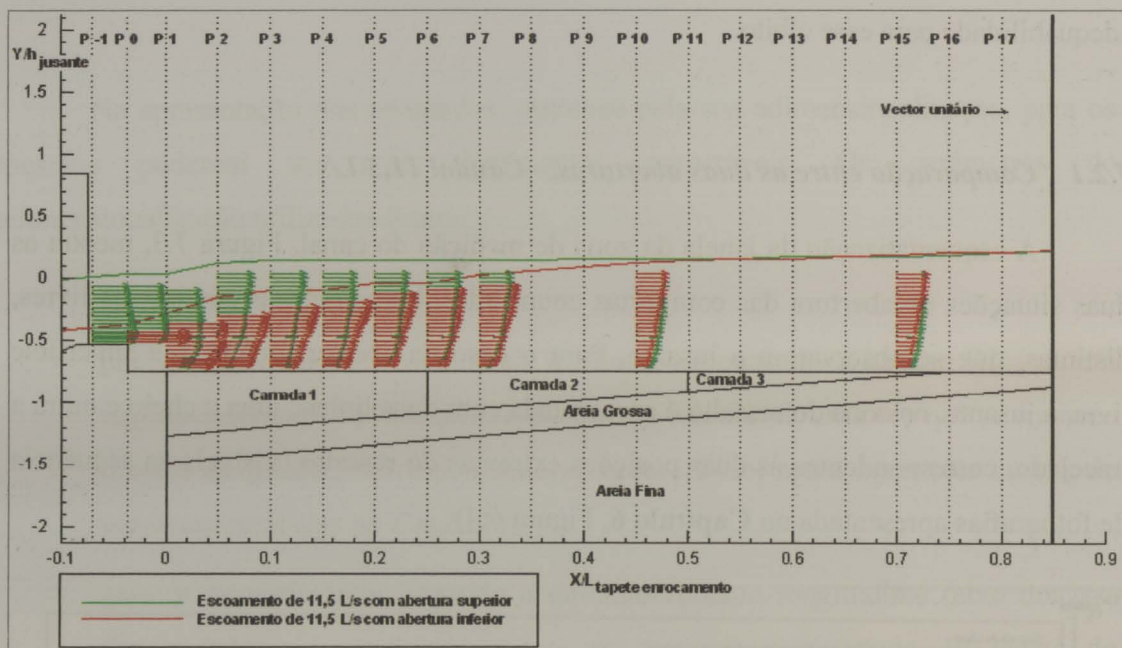 P -1 P 0 P 1 P 2 P 3 P 4 P 5 P 6 P 7 P 8 P 9 P 10 P 11 P 12 P 13 P 14 P 15 P 16 P 17
Y/h jusante
2
1.5
1
0.5
0
-0.5
-1
-1.5
-2
Vector unitário
Camada 1
Camada 2
Camada 3
Areia Grossa
Areia Fina
-0.1 0 0.1 0.2 0.3 0.4 0.5 0.6 0.7 0.8 0.9
X/L tapete enrocamento
Escoamento de 11,5 L/s com abertura superior
Escoamento de 11,5 L/s com abertura inferior